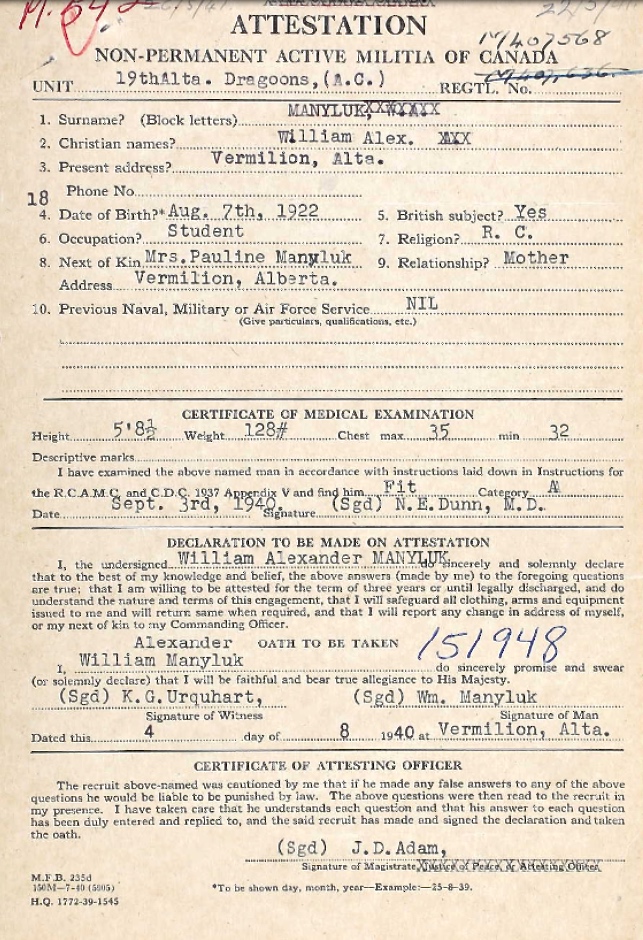 M.
ATTESTATION
NON-PERMANENT ACTIVE MILITIA OF CANADA
M407568
UNIT 19thAlta. Dragoons,(A.C.) REGTL. No.
1. Surname? (Block letters) MANYLUK,
2. Christian names? William Alex. XXX
3. Present address? Vermilion, Alta.
Phone No.
18
4. Date of Birth?* Aug. 7th, 1922 5. British subject? Yes
6. Occupation? Student 7. Religion? R. C.
8. Next of Kin Mrs.Pauline Manyluk 9. Relationship? Mother
Address Vermilion, Alberta.
10. Previous Naval, Military or Air Force Service NIL
(Give particulars, qualifications, etc.)
CERTIFICATE OF MEDICAL EXAMINATION
Height 5'8½ Weight 128# Chest max. 35 min 32
Descriptive marks
I have examined the above named man in accordance with instructions laid down in Instructions for
the R.C.A.M.C. and C.D.C. 1937 Appendix V and find him Fit Category A
Date Sept. 3rd, 1940. Signature (Sgd) N.E.Dunn, M.D.
DECLARATION TO BE MADE ON ATTESTATION
I, the undersigned William Alexander MANYLUK do sincerely and solemnly declare
that to the best of my knowledge and belief, the above answers (made by me) to the foregoing questions
are true; that I am willing to be attested for the term of three years or until legally discharged, and do
understand the nature and terms of this engagement, that I will safeguard all clothing, arms and equipment
issued to me and will return same when required, and that I will report any change in address of myself,
or my next of kin to my Commanding Officer.
Alexander OATH TO BE TAKEN 151948
I, William Manyluk do sincerely promise and swear
(or solemnly declare) that I will be faithful and bear true allegiance to His Majesty.
(Sgd) K.G.Urquhart, (Sgd) Wm. Manyluk
Signature of Witness Signature of Man
Dated this 4 day of 8 1940 at Vermilion, Alta.
CERTIFICATE OF ATTESTING OFFICER
The recruit above-named was cautioned by me that if he made any false answers to any of the above
questions he would be liable to be punished by law. The above questions were then read to the recruit in
my presence. I have taken care that he understands each question and that his answer to each question
has been duly entered and replied to, and the said recruit has made and signed the declaration and taken
the oath.
(Sgd) J.D.Adam,
Signature of Magistrate, Justice of Peace, or Attesting Officer
M.F.B. 235d
150M—7-40 (5905) *To be shown day, month, year—Example:—25-8-39.
H.Q. 1772-39-1545